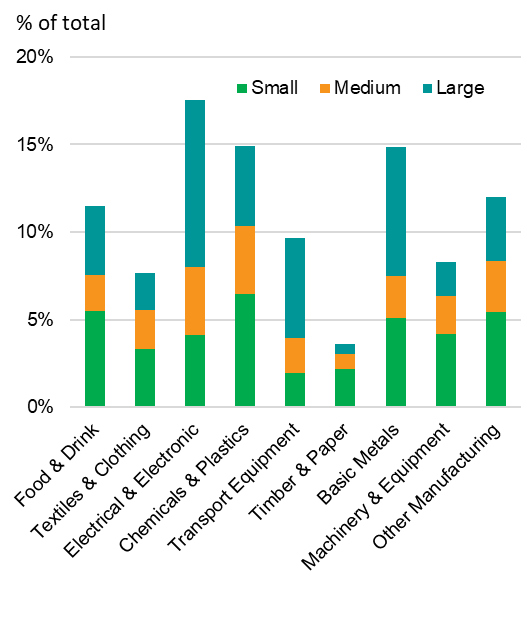 % of total
20%
Small
Medium
Large
15%
10%
5%
0%
Food & Drink
Textiles & Clothing
Electrical & Electronic
Chemicals & Plastics
Transport Equipment
Timber & Paper
Basic Metals
Machinery & Equipment
Other Manufacturing